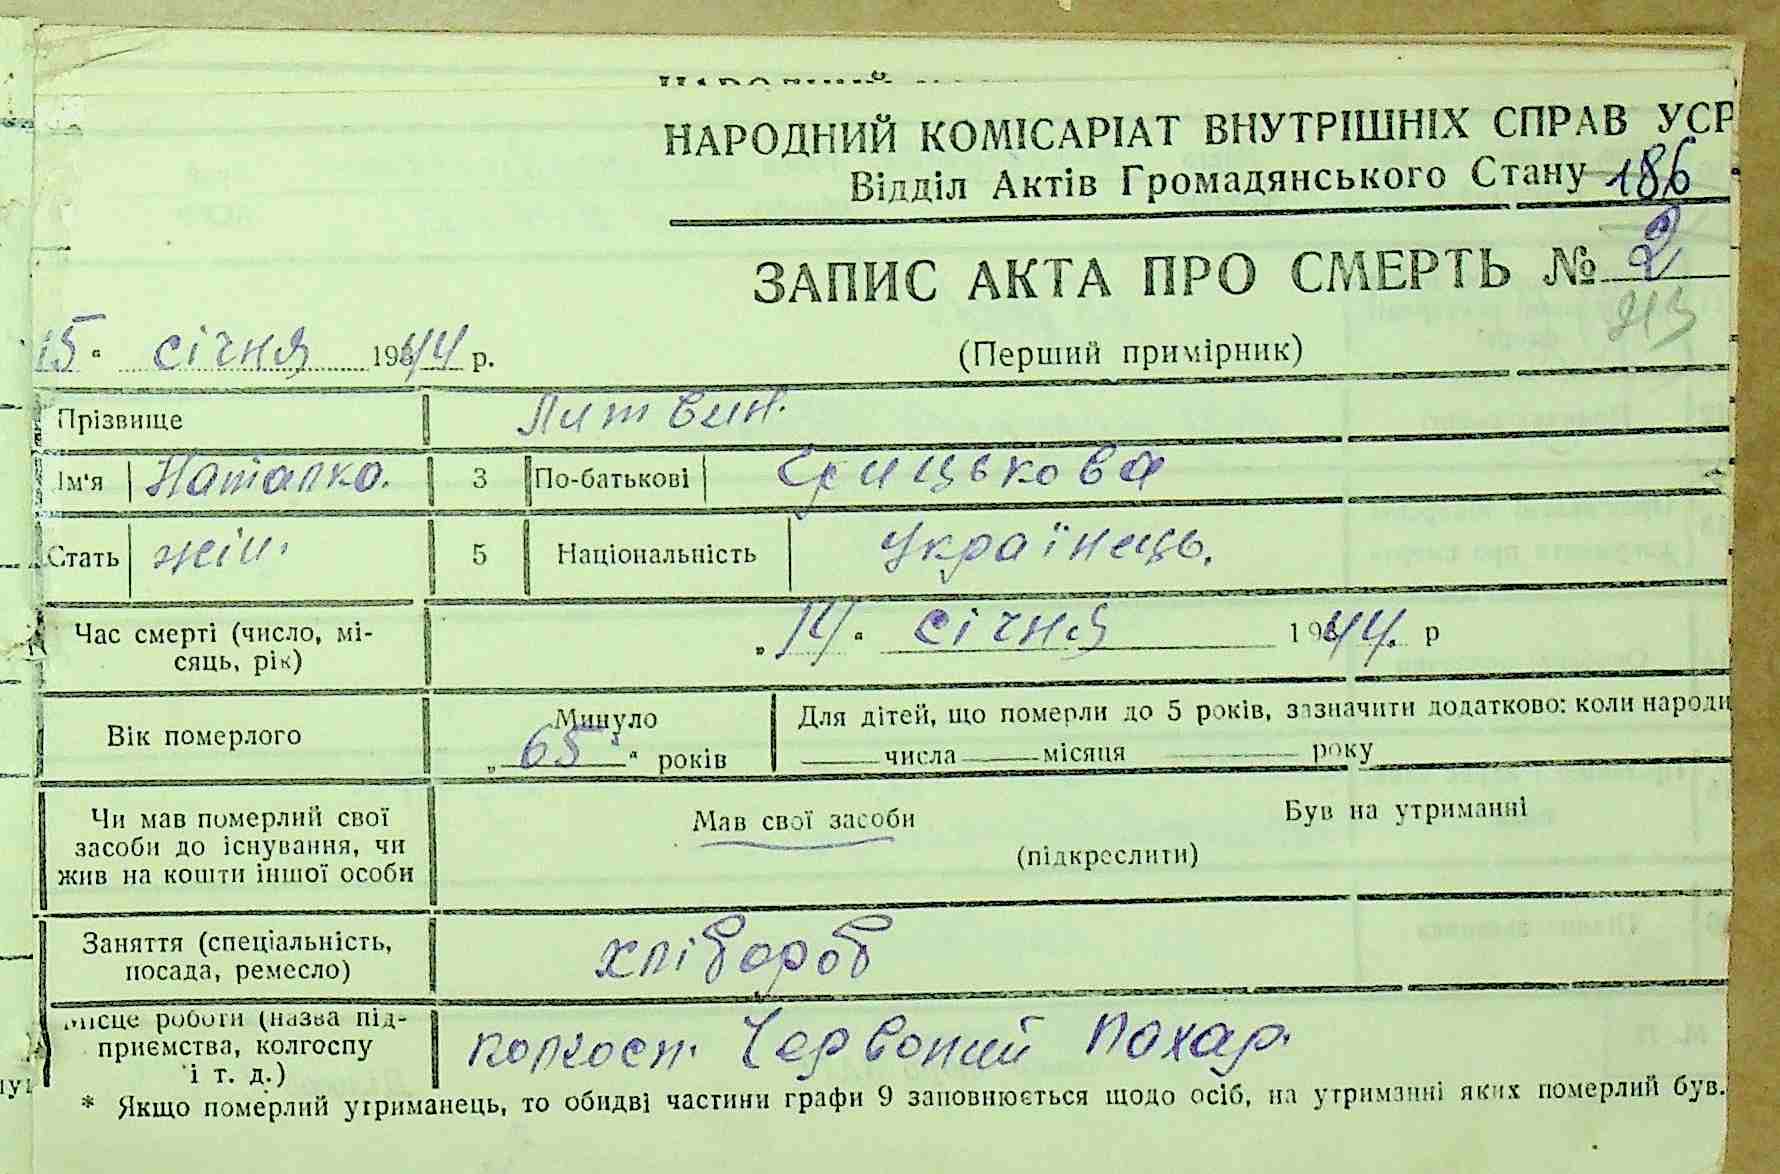 НАРОДНИЙ КОМІСАРІАТ ВНУТРІШНІХ СПРАВ УСР
Відділ Актів Громадянського Стану 186
ЗАПИС АКТА ПРО СМЕРТЬ № 2
15 " січня 1944 р. (Перший примірник)
Прізвище Литвин.
Ім'я Наталка. 3 По-батькові Грицькова
Стать жін. 5 Національність Українець.
Час смерті (число, мі-
сяць, рік) „ 14 " січня 1944. р
Вік померлого Минуло
„ 65 " років
Для дітей, що померли до 5 років, зазначити додатково: коли народи
числа місяця року
Чи мав померлий свої
засоби до існування, чи
жив на кошти іншої особи
Мав свої засоби Був на утриманні
(підкреслити)
Заняття (спеціальність,
посада, ремесло) хлібороб
Місце роботи (назва під-
приємства, колгоспу
і т. д.) колгосп. Червоний Пахар.
* Якщо померлий утриманець, то обидві частини графи 9 заповнюється щодо осіб, на утриманні яких померлий був.